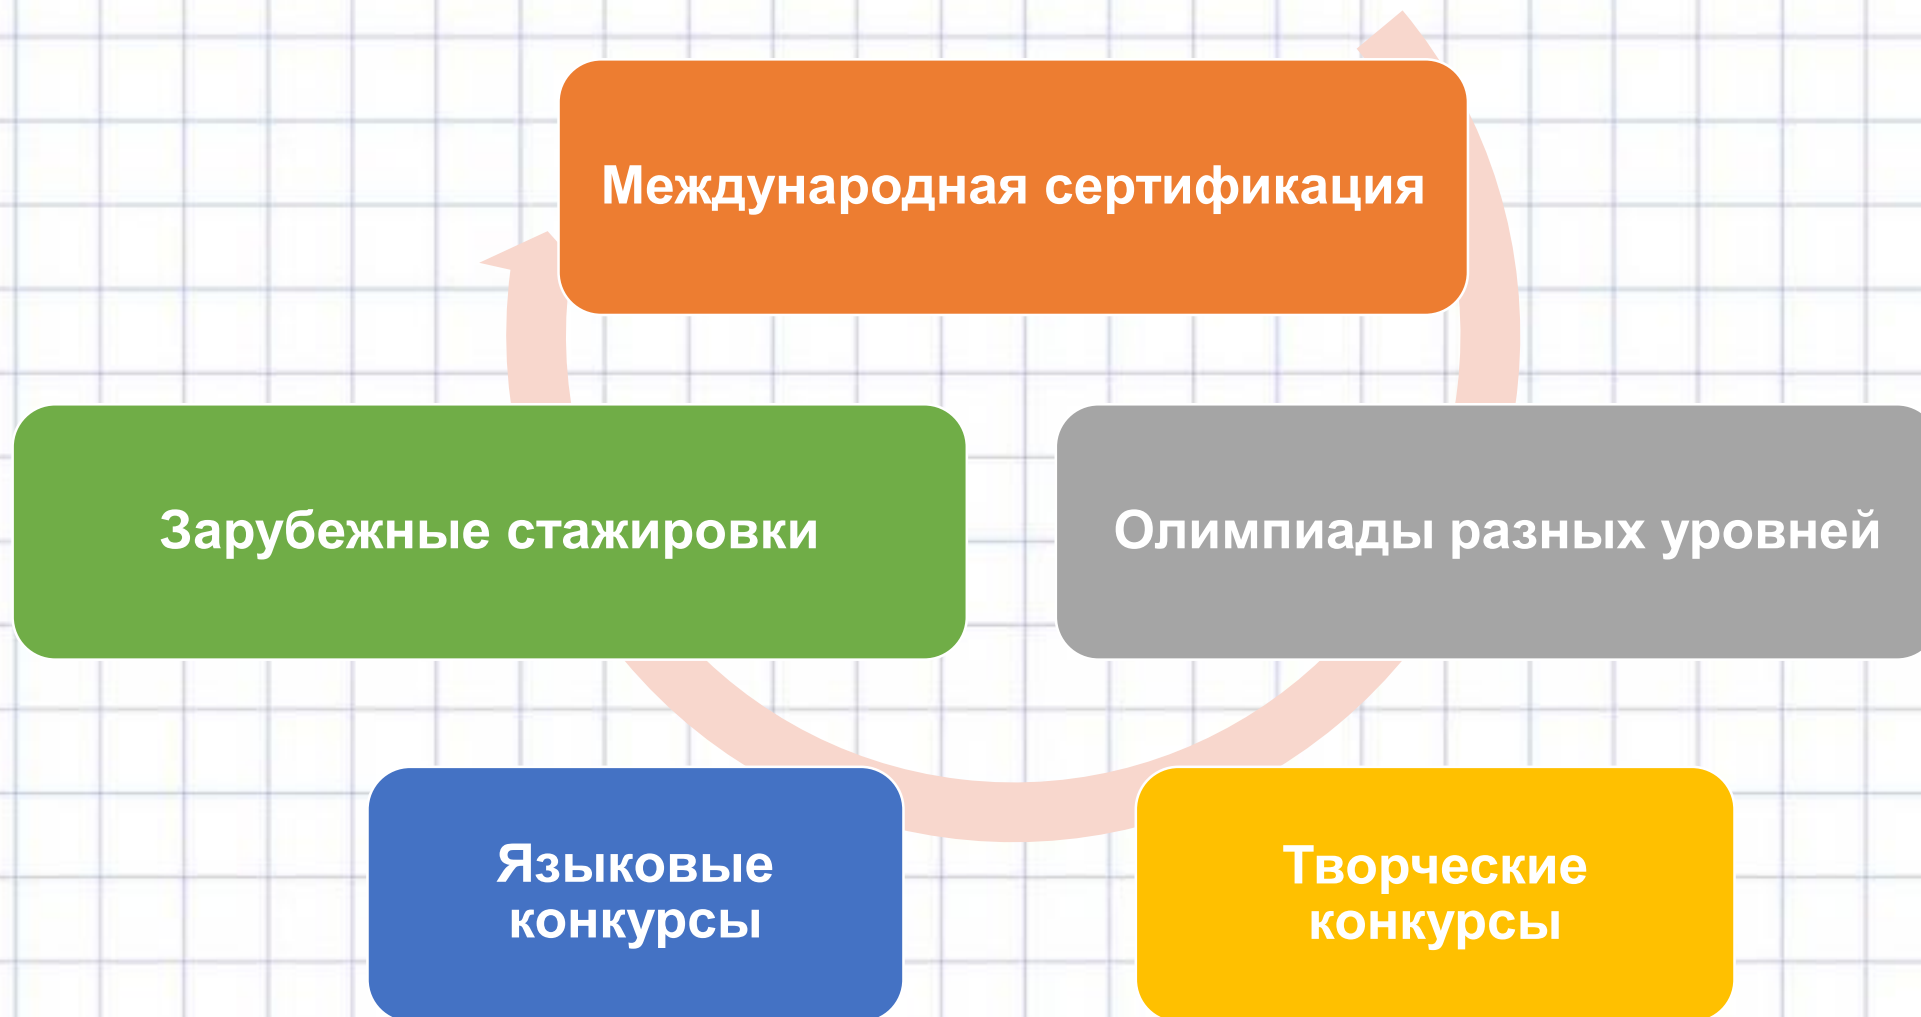 Международная сертификация
Зарубежные стажировки
Олимпиады разных уровней
Языковые
конкурсы
Творческие
конкурсы